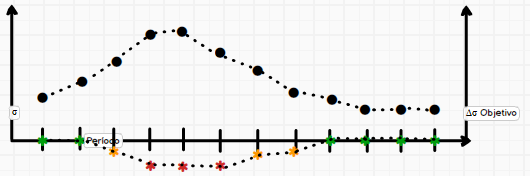 σ
Δσ Objetivo
Período